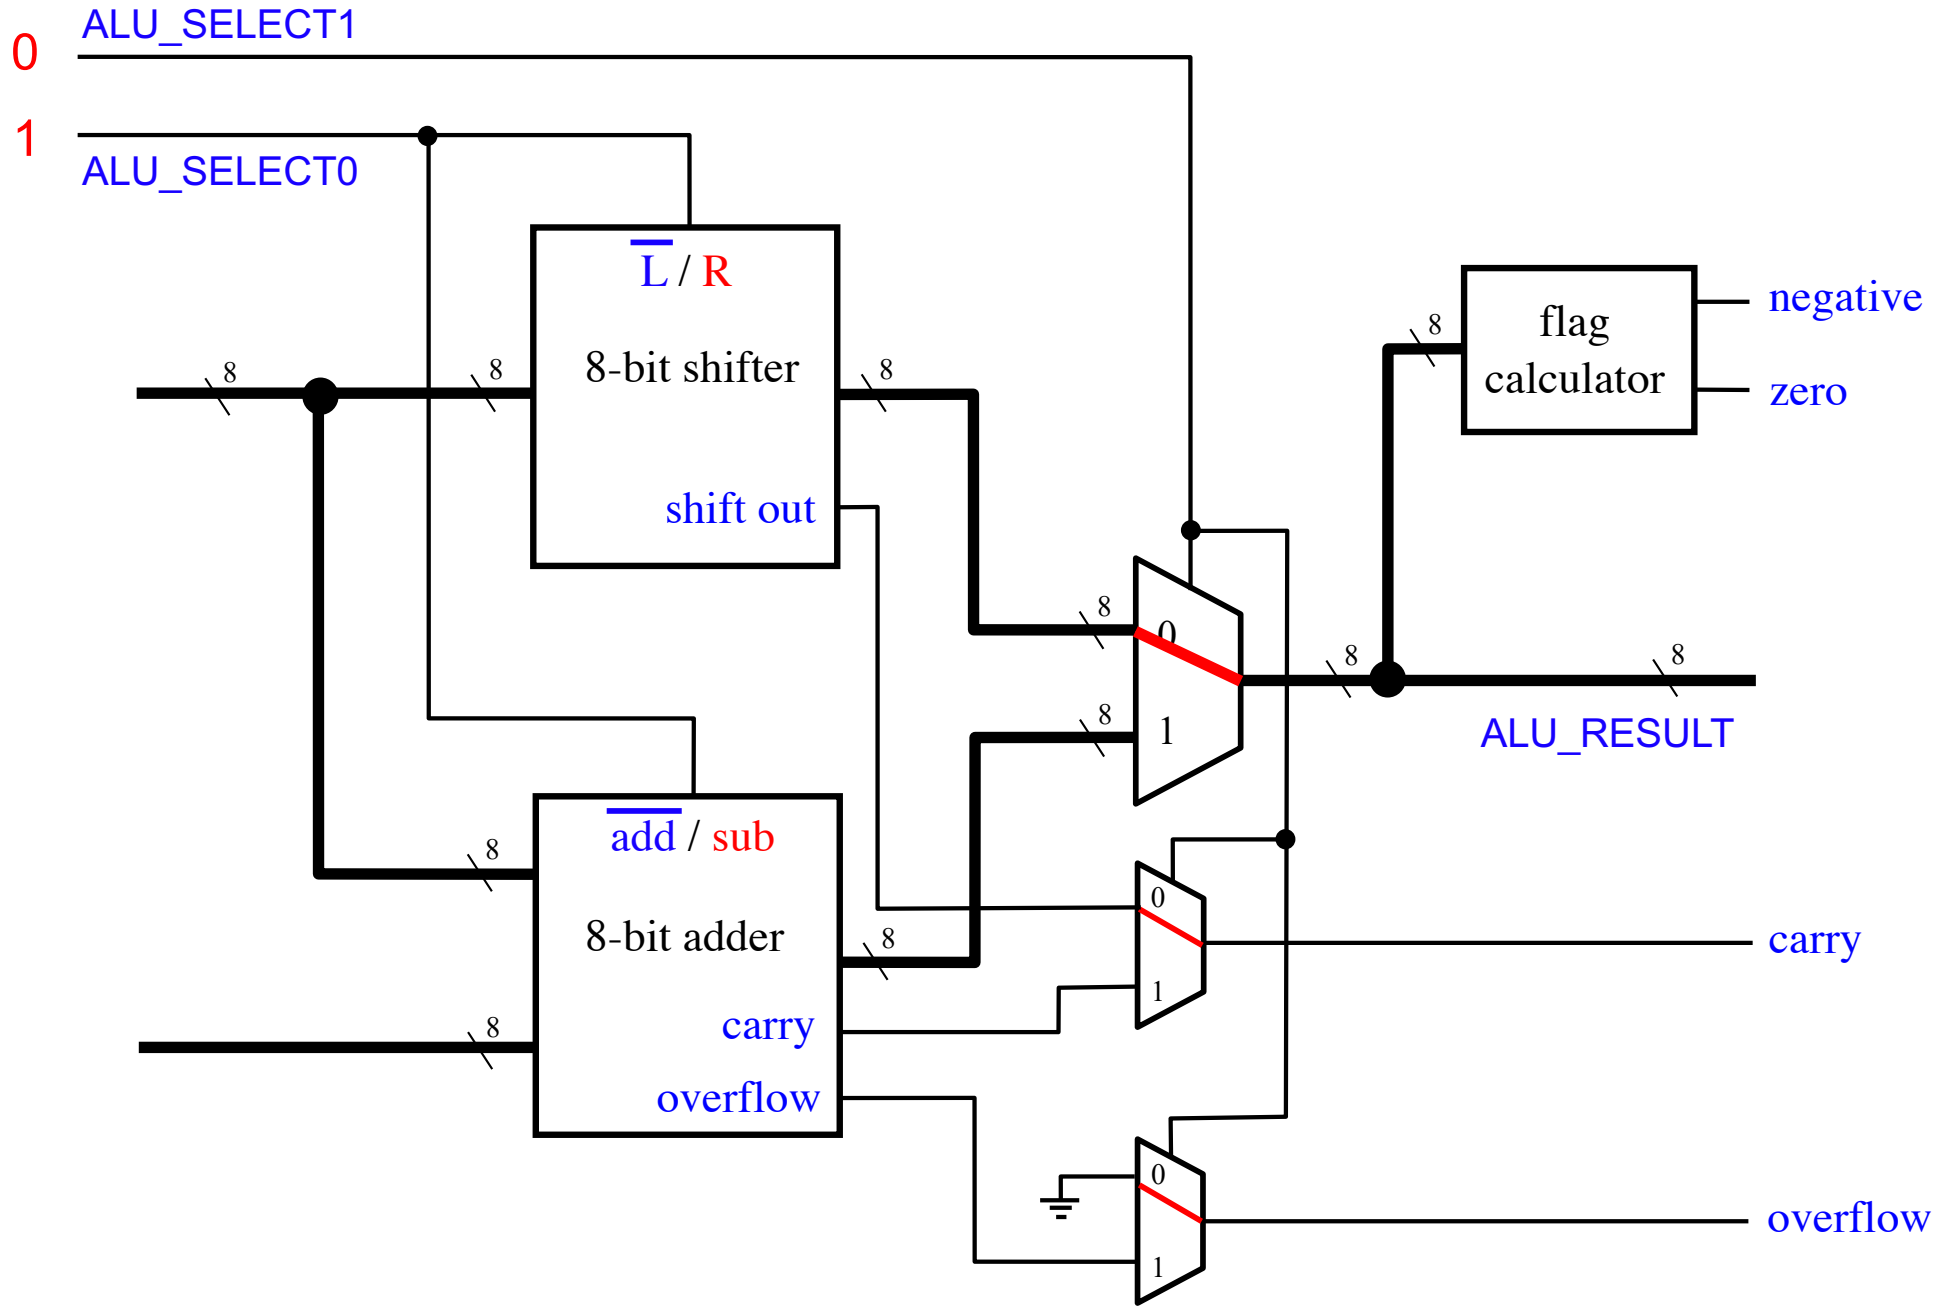 ALU_SELECT1
0
1
ALU_SELECT0
L / R
8-bit shifter
shift out
8
8
8
flag
calculator
8
negative
zero
8
0
8
1
8
8
ALU_RESULT
add / sub
8-bit adder
carry
overflow
8
8
8
0
1
carry
0
1
overflow